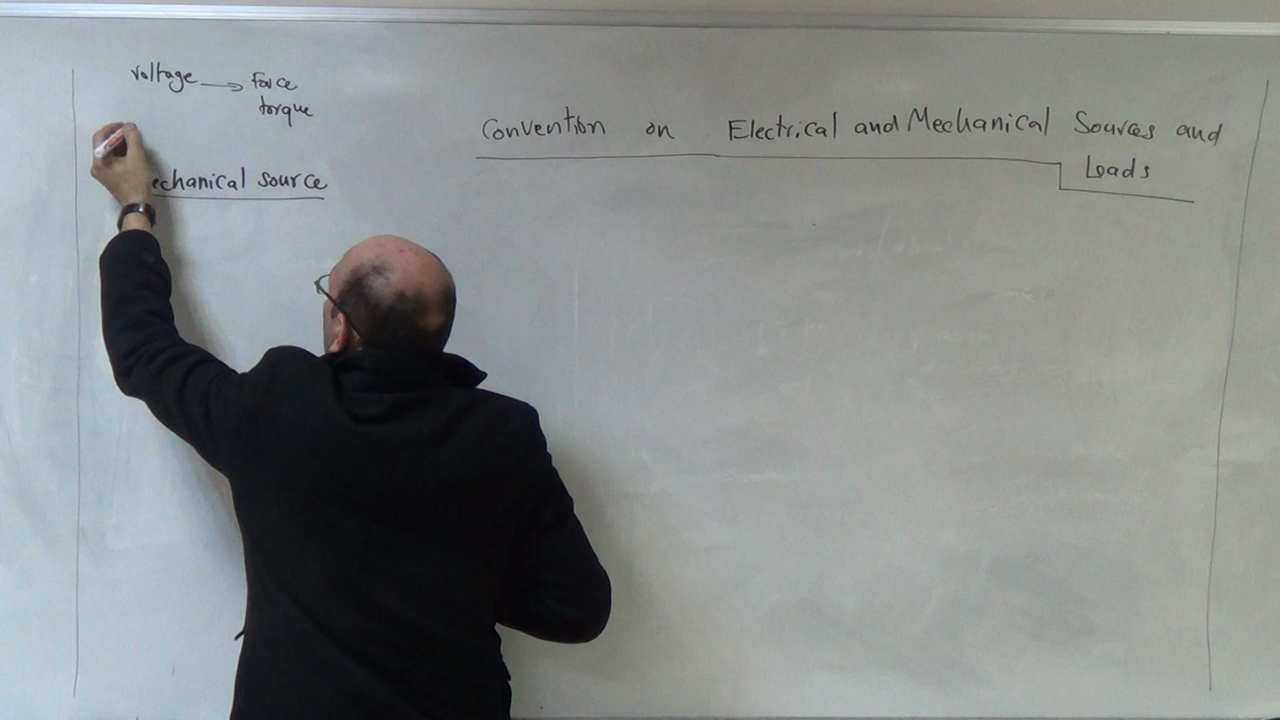 voltage → Force
torque
echanical source
Convention on Electrical and Mechanical Sources and
Loads